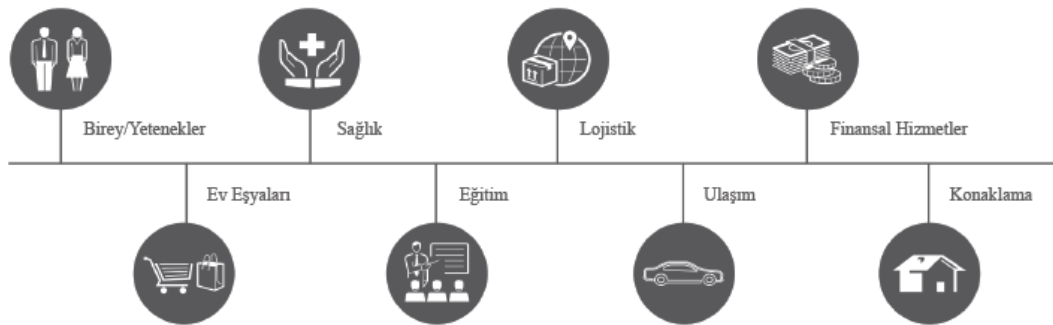 Birey/Yetenekler
Sağlık
Lojistik
Finansal Hizmetler
Ev Eşyaları
Eğitim
Ulaşım
Konaklama